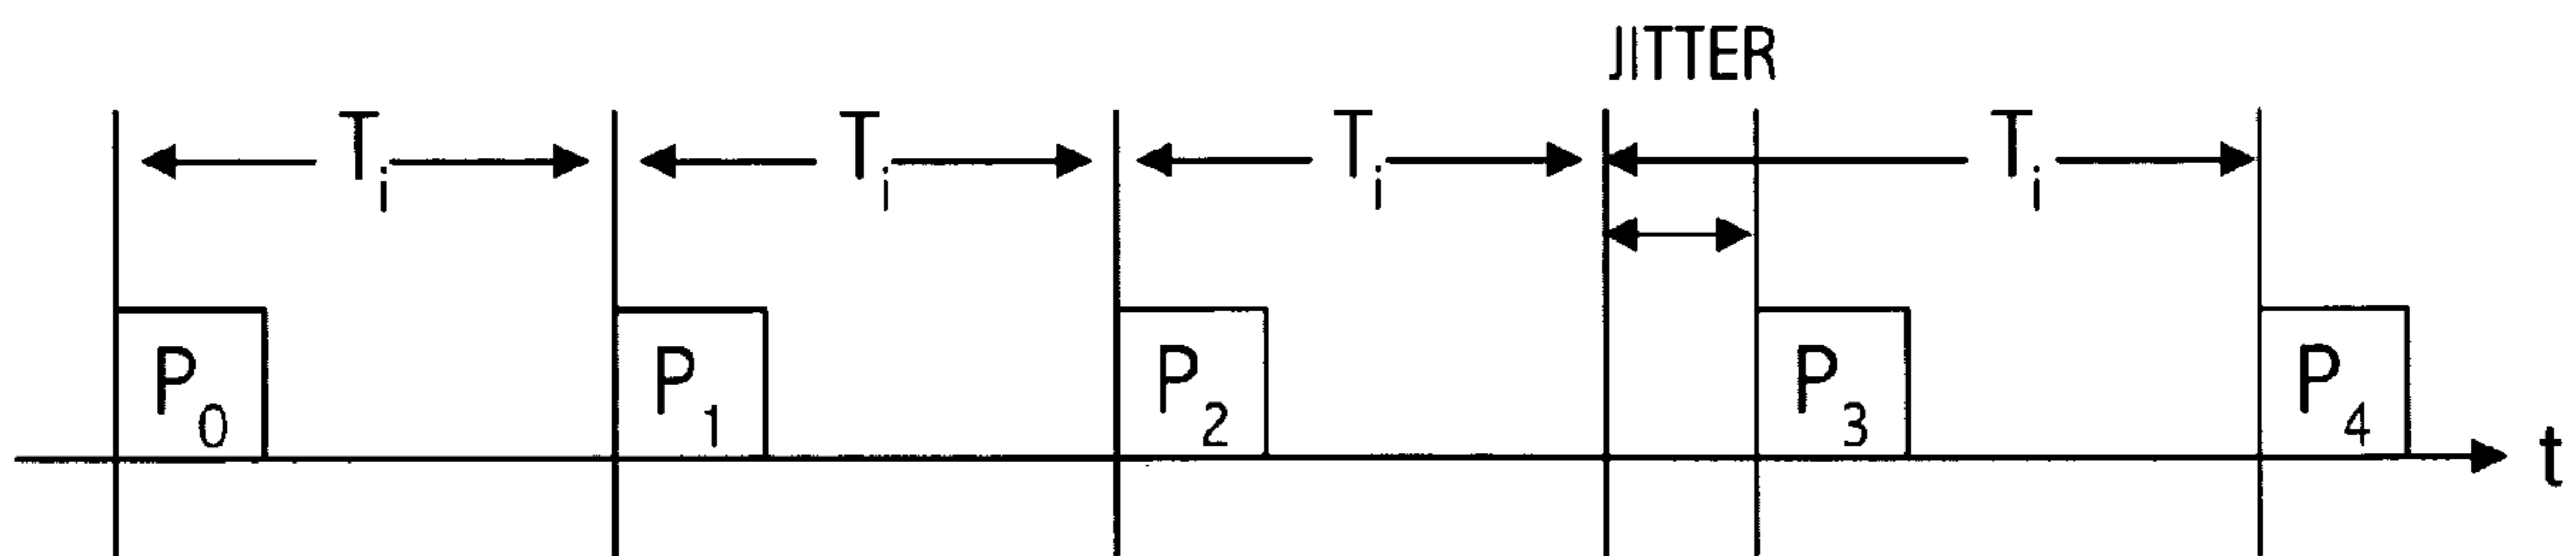 JITTER
Tᵢ Tᵢ Tᵢ Tᵢ
P₀ P₁ P₂ P₃ P₄
t